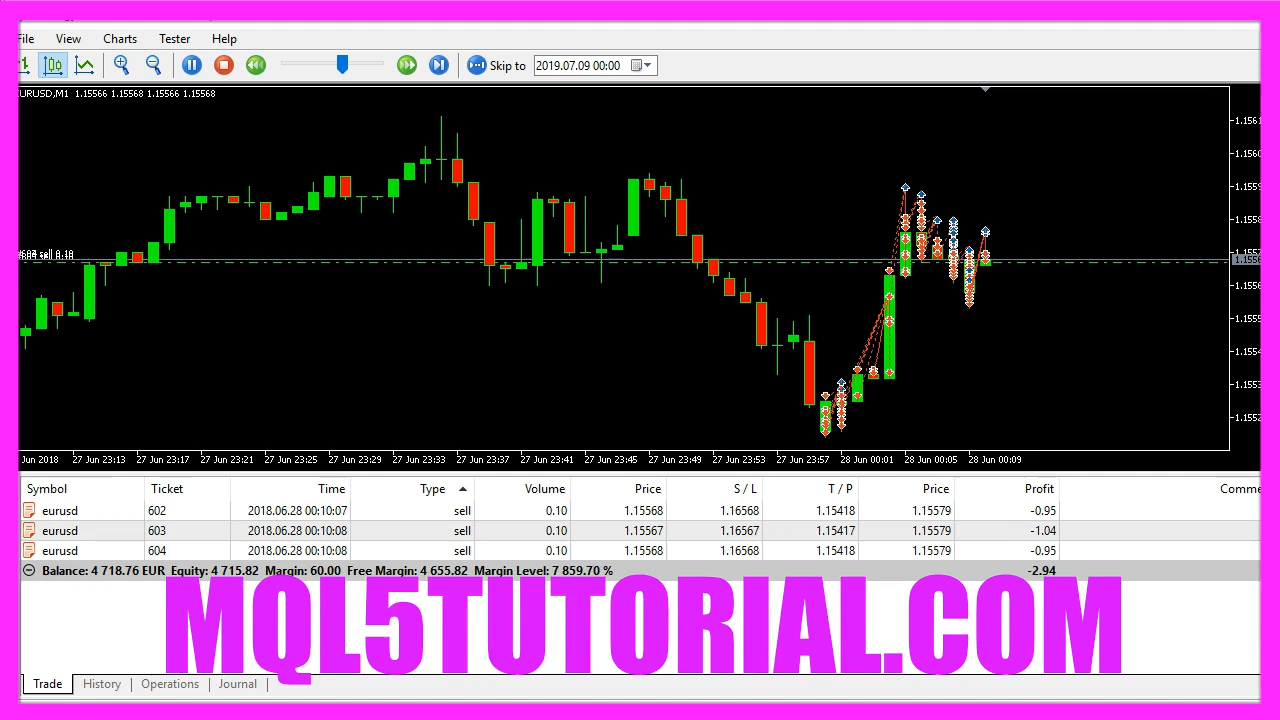 File View Charts Tester Help
Skip to 2019.07.09 00:00
EURUSD,M1 1.15566 1.15568 1.15566 1.15568
1.1561
1.1560
1.1559
1.1558
1.1557
1.1556
1.1555
1.1554
1.1553
1.1552
sell 0.10
Jun 2018 27 Jun 23:13 27 Jun 23:17 27 Jun 23:21 27 Jun 23:25 27 Jun 23:29 27 Jun 23:33 27 Jun 23:37 27 Jun 23:41 27 Jun 23:45 27 Jun 23:49 27 Jun 23:53 27 Jun 23:57 28 Jun 00:01 28 Jun 00:05 28 Jun 00:09
Symbol Ticket Time Type Volume Price S / L T / P Price Profit Comme
eurusd 602 2018.06.28 00:10:07 sell 0.10 1.15568 1.16568 1.15418 1.15579 -0.95
eurusd 603 2018.06.28 00:10:08 sell 0.10 1.15567 1.16567 1.15417 1.15579 -1.04
eurusd 604 2018.06.28 00:10:08 sell 0.10 1.15568 1.16568 1.15418 1.15579 -0.95
Balance: 4 718.76 EUR Equity: 4 715.82 Margin: 60.00 Free Margin: 4 655.82 Margin Level: 7 859.70 % -2.94
MQL5TUTORIAL.COM
Trade History Operations Journal